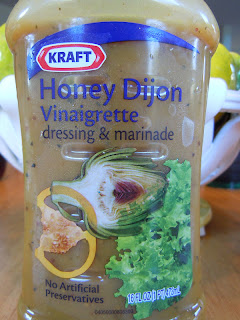 KRAFT
Honey Dijon
Vinaigrette
dressing & marinade
No Artificial
Preservatives